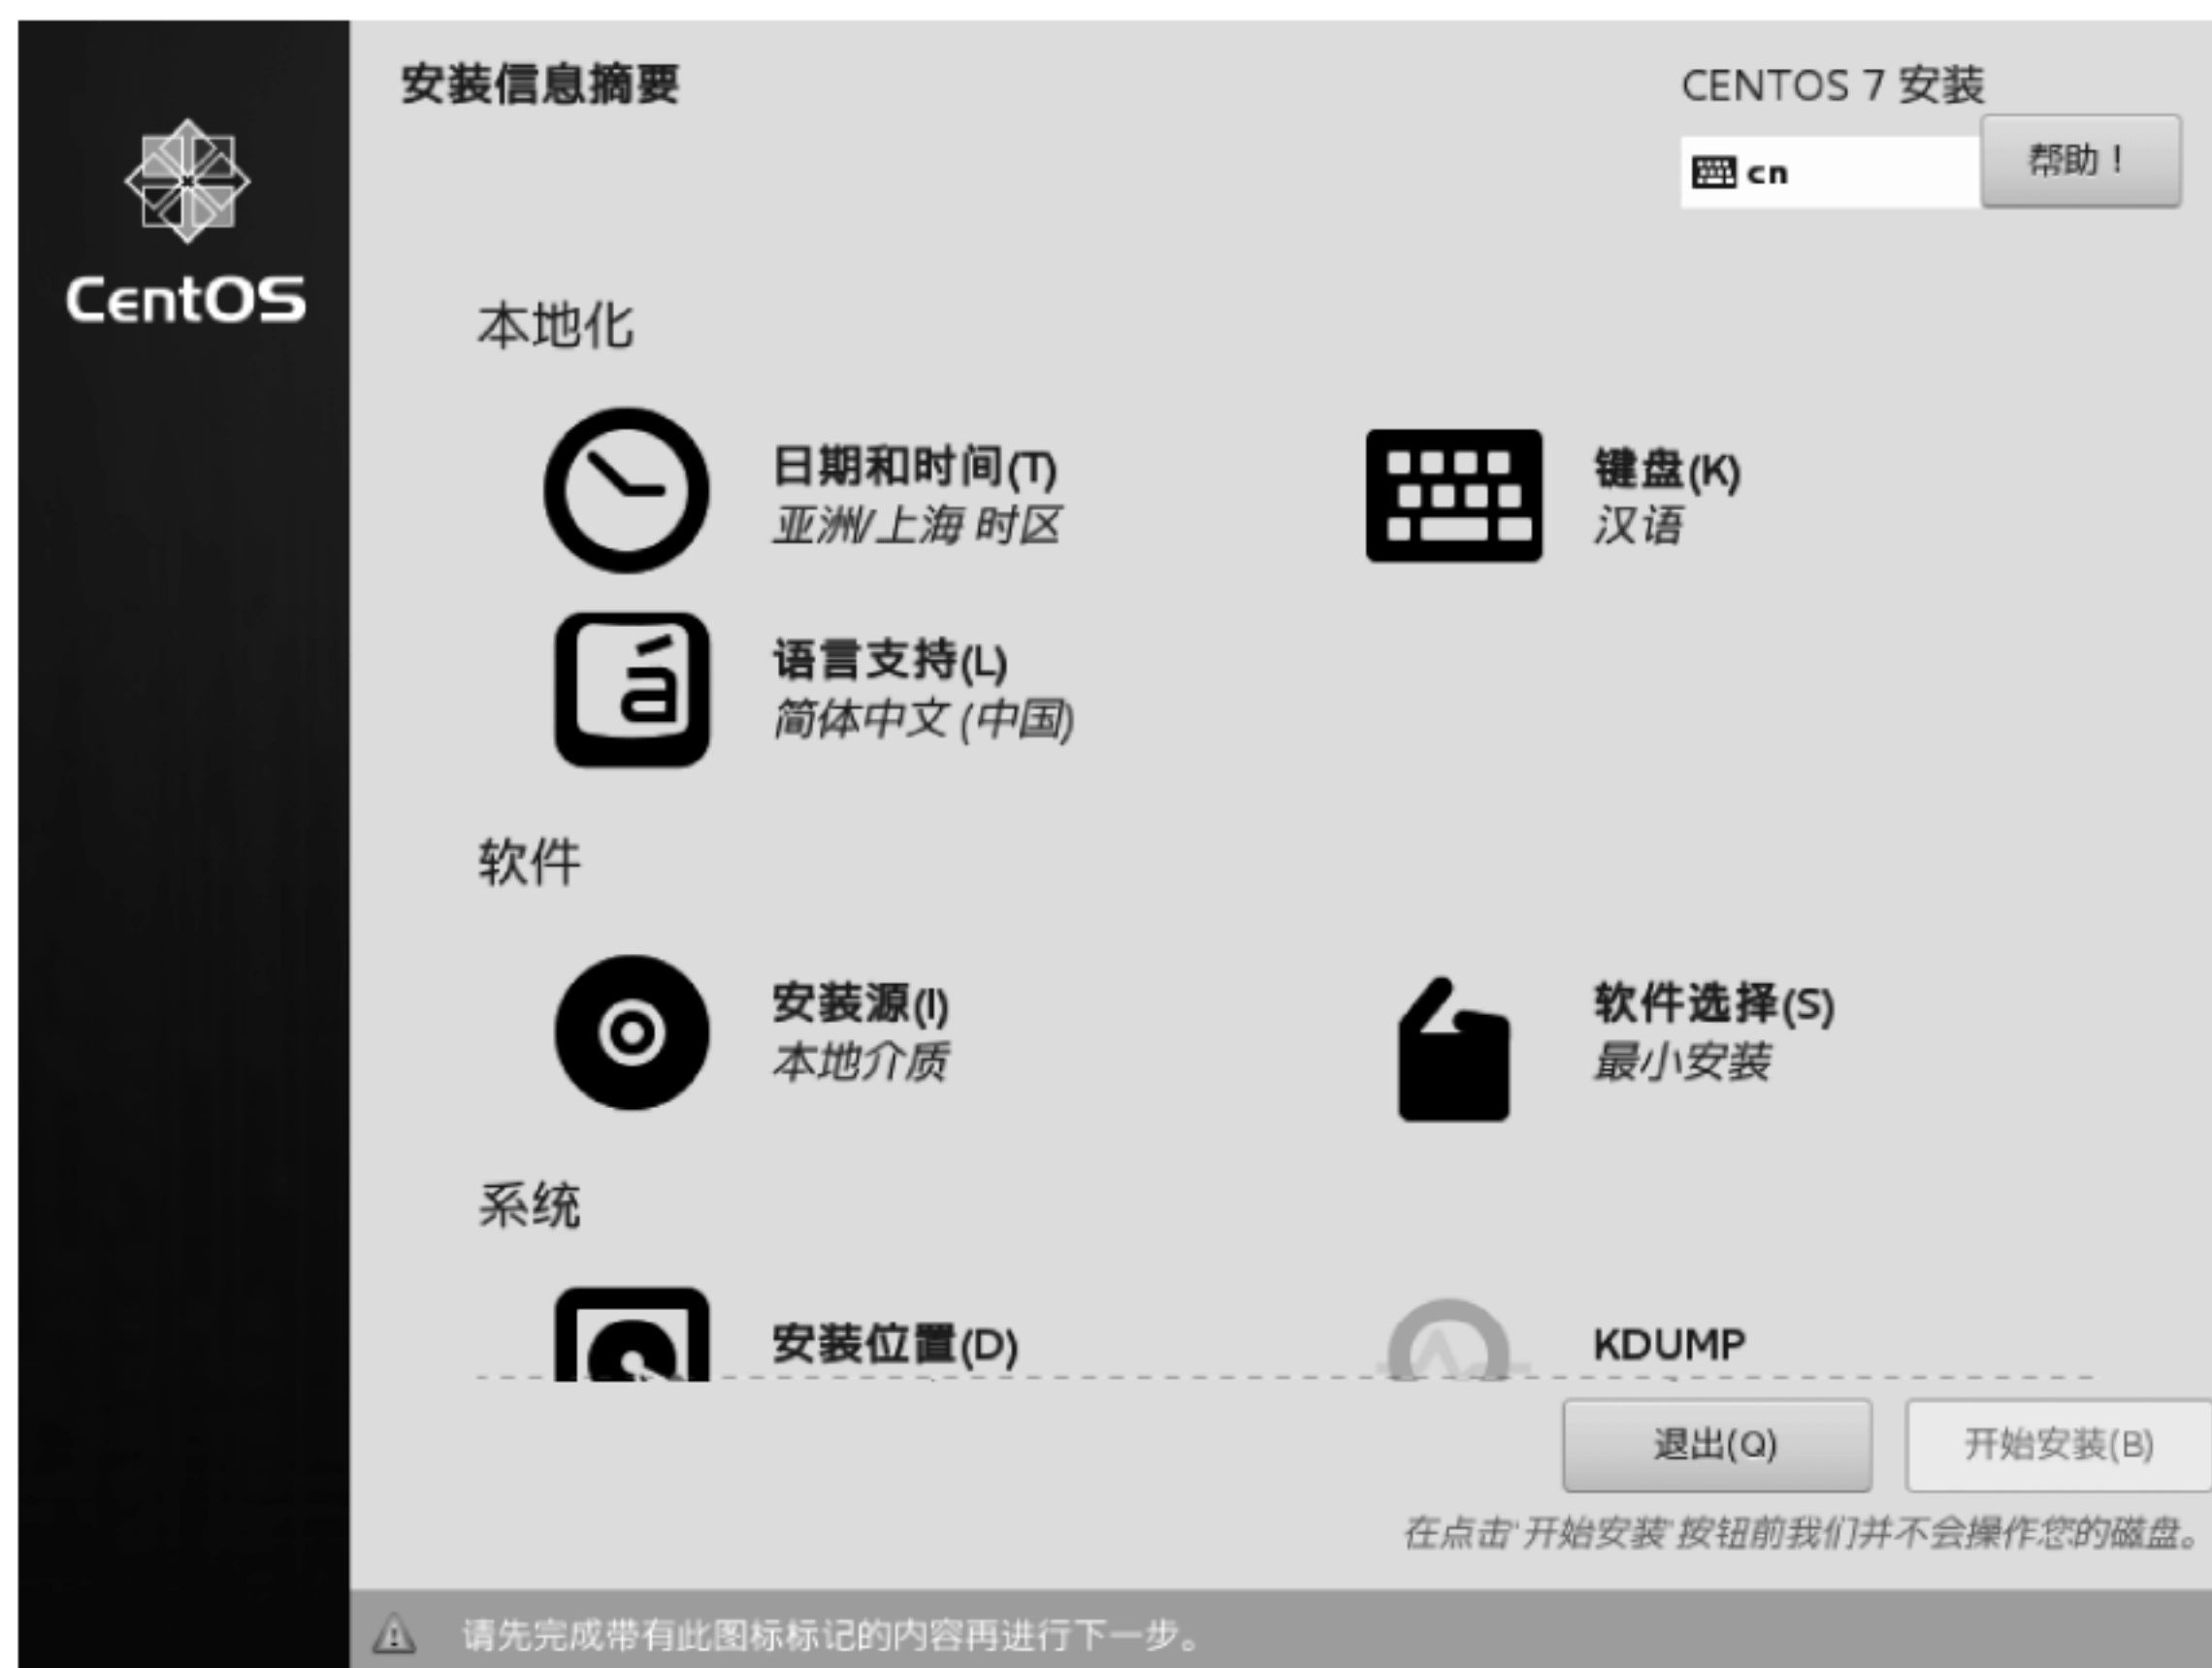 安装信息摘要
CENTOS 7 安装
cn
帮助！
CentOS
本地化
日期和时间(T)
亚洲/上海 时区
键盘(K)
汉语
语言支持(L)
简体中文 (中国)
软件
安装源(I)
本地介质
软件选择(S)
最小安装
系统
安装位置(D)
KDUMP
退出(Q)
开始安装(B)
在点击'开始安装'按钮前我们并不会操作您的磁盘。
请先完成带有此图标标记的内容再进行下一步。